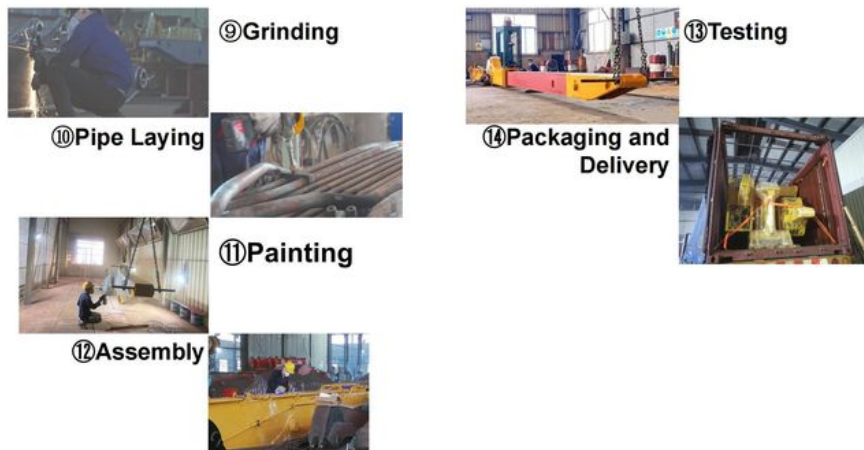 ⑨Grinding
⑩Pipe Laying
⑪Painting
⑫Assembly
⑬Testing
⑭Packaging and
Delivery